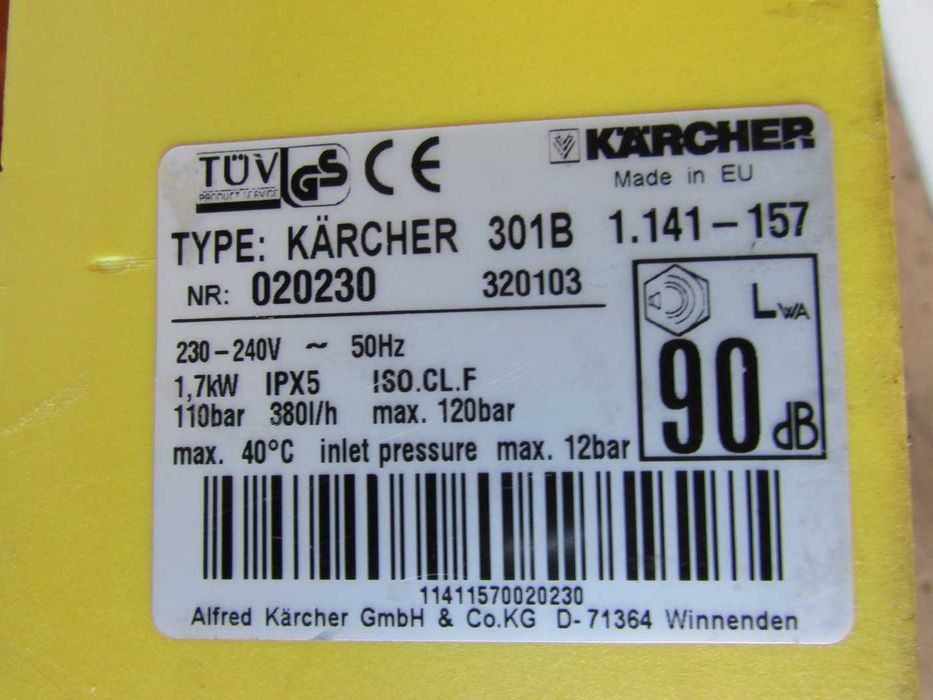 TÜV
PRODUCT SERVICE
GS CE
KÄRCHER
Made in EU
TYPE: KÄRCHER 301B 1.141-157
NR: 020230 320103
230-240V ~ 50Hz
1,7kW IPX5 ISO.CL.F
110bar 380l/h max. 120bar
max. 40°C inlet pressure max. 12bar
LWA
90 dB
11411570020230
Alfred Kärcher GmbH & Co.KG D-71364 Winnenden